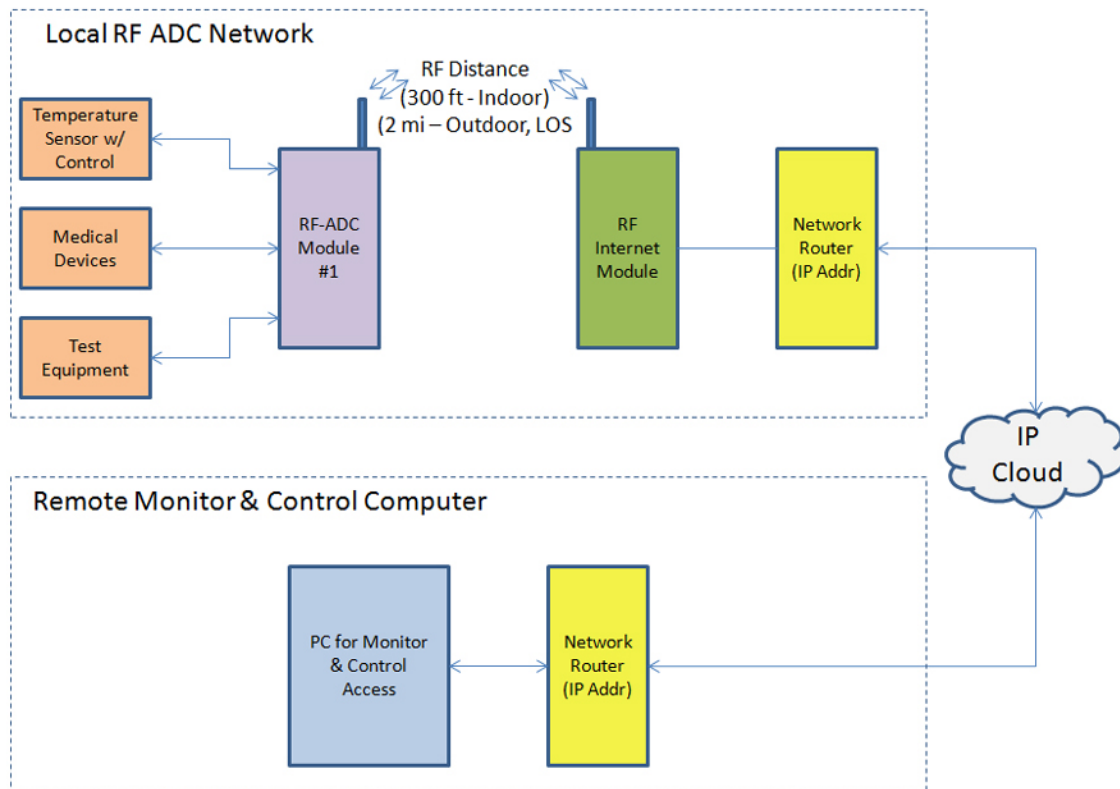 Local RF ADC Network
RF Distance
(300 ft - Indoor)
(2 mi – Outdoor, LOS
Temperature
Sensor w/
Control
Medical
Devices
Test
Equipment
RF-ADC
Module
#1
RF
Internet
Module
Network
Router
(IP Addr)
IP
Cloud
Remote Monitor & Control Computer
PC for Monitor
& Control
Access
Network
Router
(IP Addr)